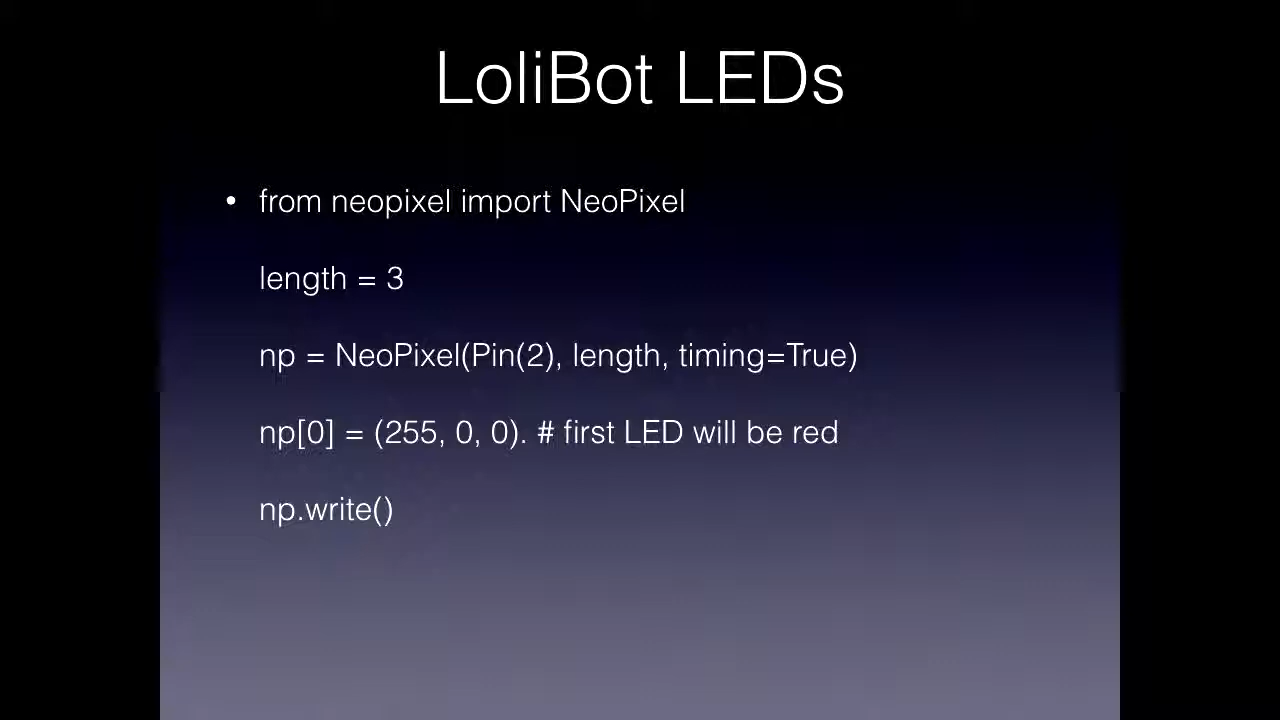 LoliBot LEDs
• from neopixel import NeoPixel
length = 3
np = NeoPixel(Pin(2), length, timing=True)
np[0] = (255, 0, 0). # first LED will be red
np.write()